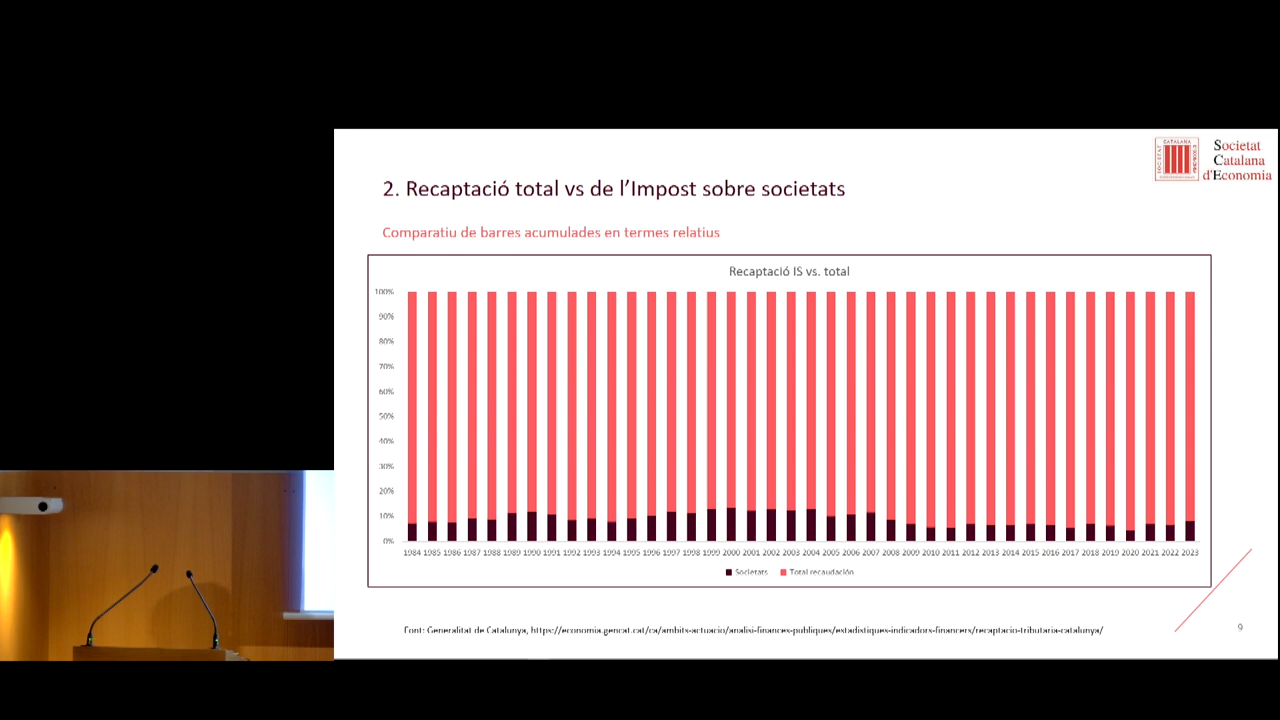 Societat
Catalana
d'Economia
2. Recaptació total vs de l'Impost sobre societats
Comparatiu de barres acumulades en termes relatius
Recaptació IS vs. total
100%
90%
80%
70%
60%
50%
40%
30%
20%
10%
0%
1984 1985 1986 1987 1988 1989 1990 1991 1992 1993 1994 1995 1996 1997 1998 1999 2000 2001 2002 2003 2004 2005 2006 2007 2008 2009 2010 2011 2012 2013 2014 2015 2016 2017 2018 2019 2020 2021 2022 2023
Societats Total recaudación
Font: Generalitat de Catalunya, https://economia.gencat.cat/ca/ambits-actuacio/analisi-finances-publiques/estadistiques-indicadors-financers/recaptacio-tributaria-catalunya/
9